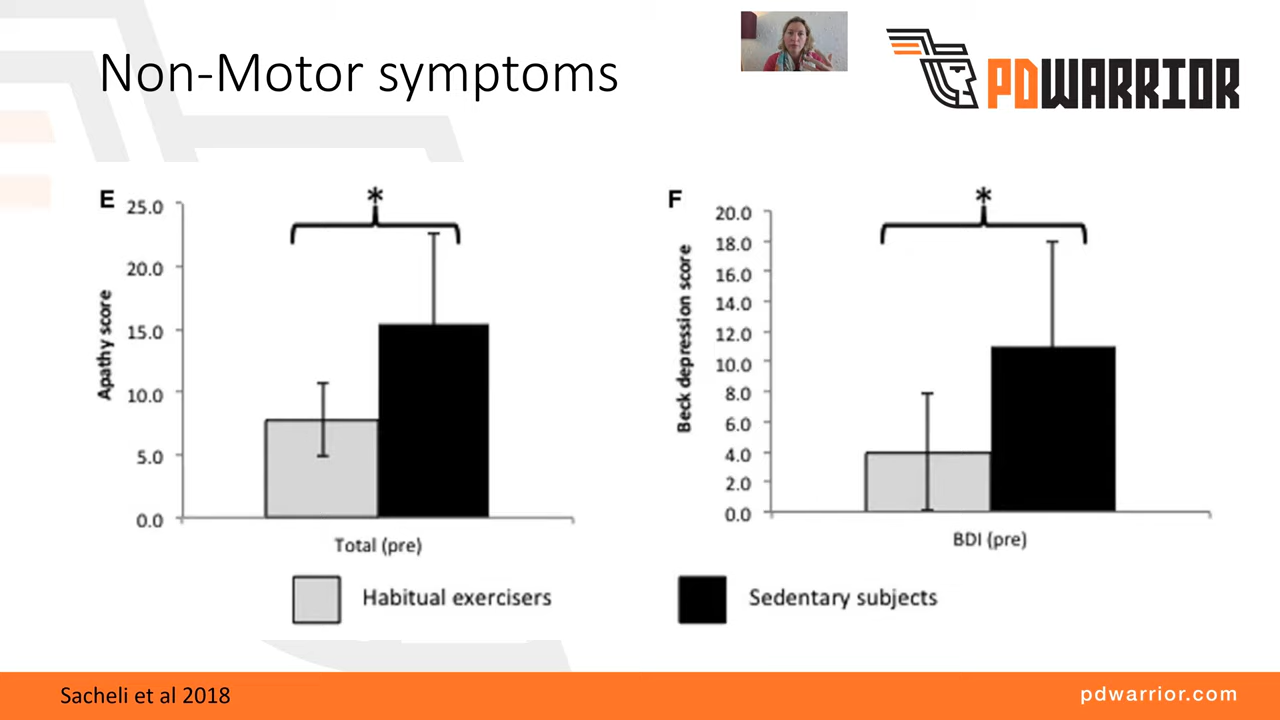 Non-Motor symptoms
PDWARRIOR
E
*
Apathy score
25.0
20.0
15.0
10.0
5.0
0.0
Total (pre)
F
*
Beck depression score
20.0
18.0
16.0
14.0
12.0
10.0
8.0
6.0
4.0
2.0
0.0
BDI (pre)
Habitual exercisers
Sedentary subjects
Sacheli et al 2018
pdwarrior.com